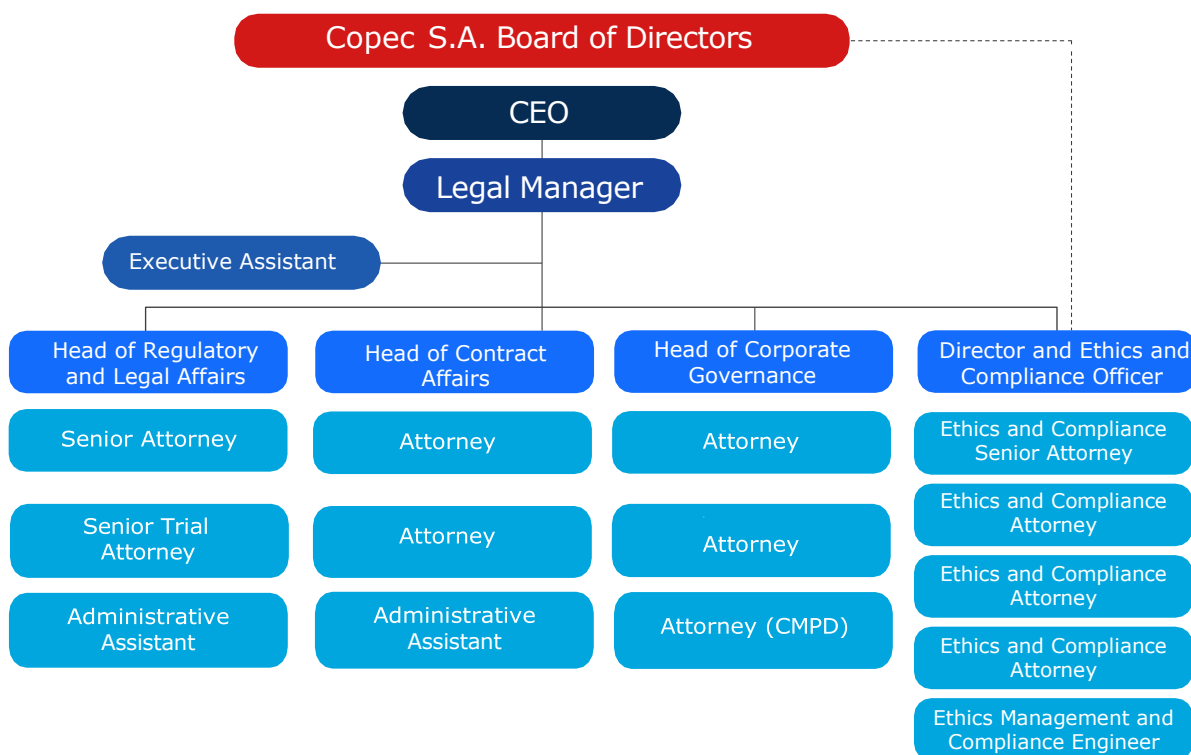 Copec S.A. Board of Directors
CEO
Legal Manager
Executive Assistant
Head of Regulatory
and Legal Affairs
Senior Attorney
Senior Trial
Attorney
Administrative
Assistant
Head of Contract
Affairs
Attorney
Attorney
Administrative
Assistant
Head of Corporate
Governance
Attorney
Attorney
Attorney (CMPD)
Director and Ethics and
Compliance Officer
Ethics and Compliance
Senior Attorney
Ethics and Compliance
Attorney
Ethics and Compliance
Attorney
Ethics and Compliance
Attorney
Ethics Management and
Compliance Engineer